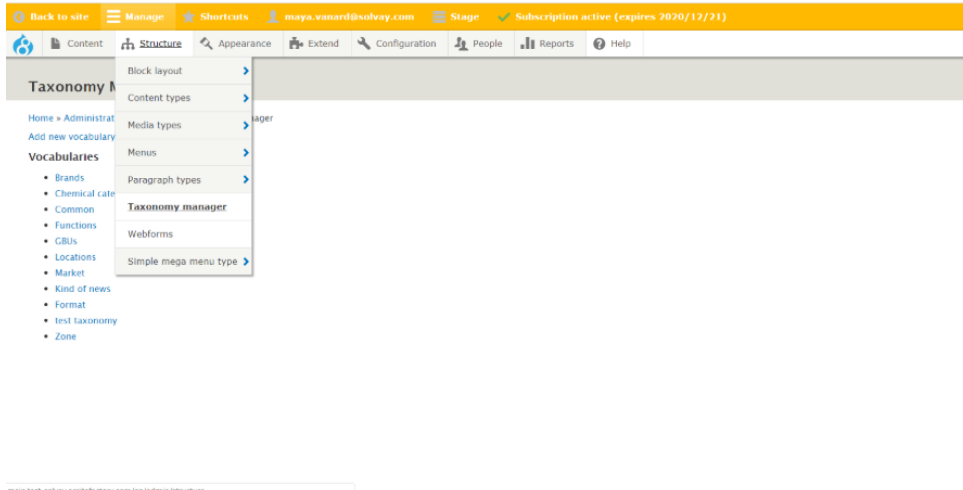 Back to site Manage Shortcuts maya.vanard@solvay.com Stage Subscription active (expires 2020/12/21)
Content Structure Appearance Extend Configuration People Reports Help
Taxonomy M
Home » Administrat
ager
Add new vocabulary
Vocabularies
Brands
Chemical cate
Common
Functions
GBUs
Locations
Market
Kind of news
Format
test taxonomy
Zone
Block layout
Content types
Media types
Menus
Paragraph types
Taxonomy manager
Webforms
Simple mega menu type